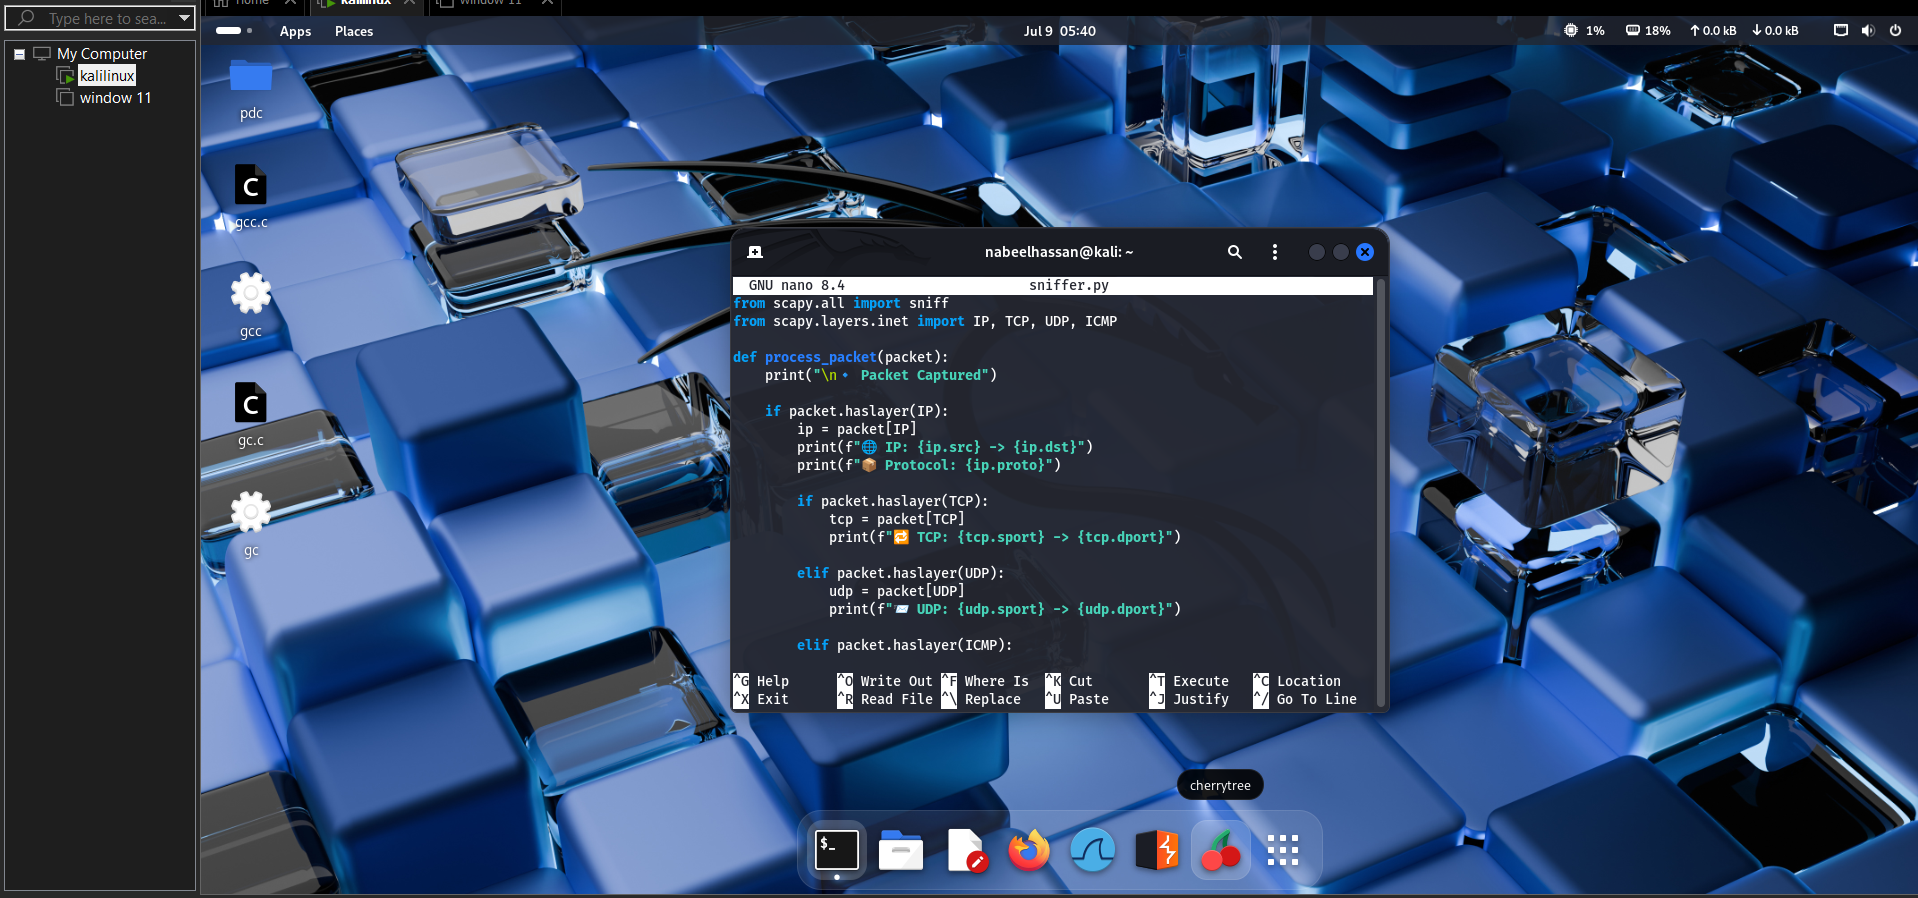 Home
kalilinux
window 11
Type here to sea...
My Computer
kalilinux
window 11
Apps Places
Jul 9 05:40
1% 18% 0.0 kB 0.0 kB
pdc
gcc.c
gcc
gc.c
gc
nabeelhassan@kali: ~
GNU nano 8.4 sniffer.py
from scapy.all import sniff
from scapy.layers.inet import IP, TCP, UDP, ICMP
def process_packet(packet):
print("\n🔹 Packet Captured")
if packet.haslayer(IP):
ip = packet[IP]
print(f"🌐 IP: {ip.src} -> {ip.dst}")
print(f"📦 Protocol: {ip.proto}")
if packet.haslayer(TCP):
tcp = packet[TCP]
print(f"🔁 TCP: {tcp.sport} -> {tcp.dport}")
elif packet.haslayer(UDP):
udp = packet[UDP]
print(f"📨 UDP: {udp.sport} -> {udp.dport}")
elif packet.haslayer(ICMP):
^G Help ^O Write Out ^F Where Is ^K Cut ^T Execute ^C Location
^X Exit ^R Read File ^\ Replace ^U Paste ^J Justify ^/ Go To Line
cherrytree